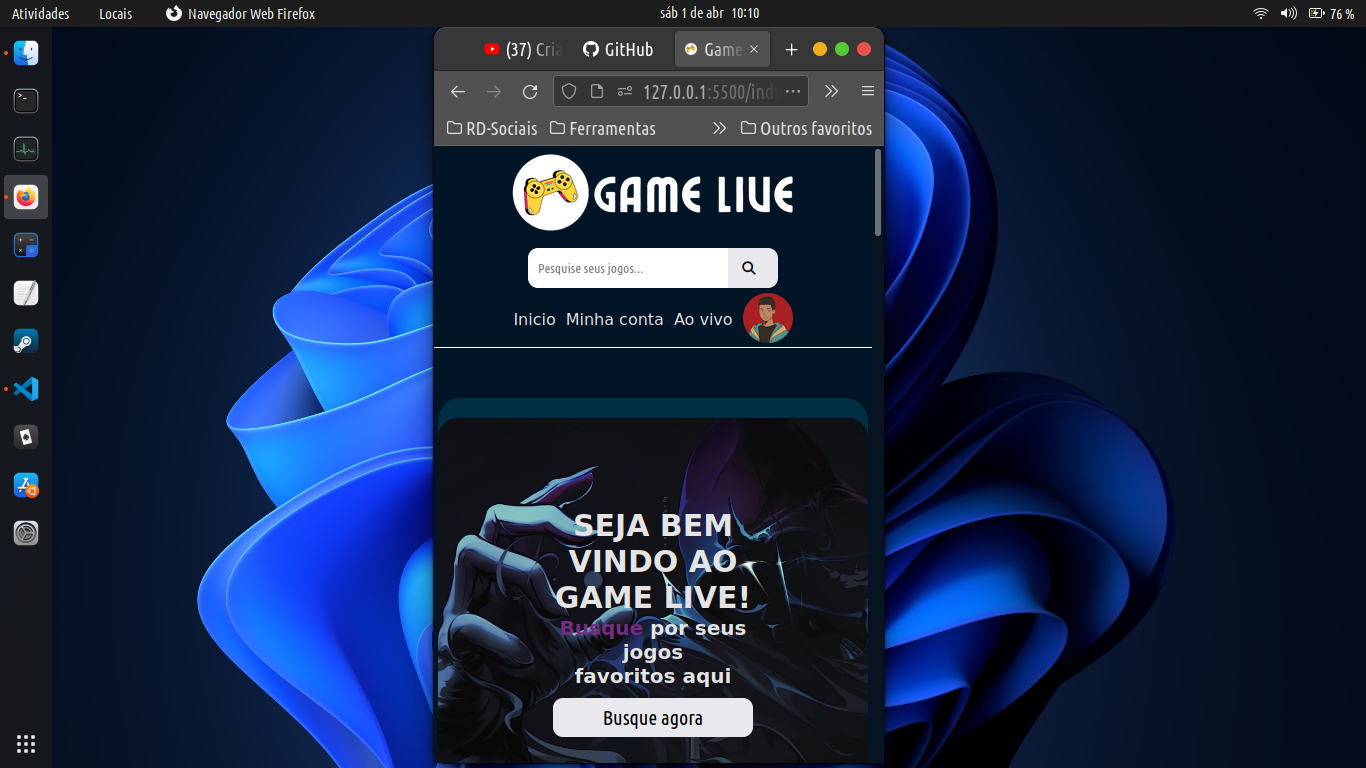 Atividades Locais Navegador Web Firefox sáb 1 de abr 10:10 76 %
(37) Cria GitHub Game
127.0.0.1:5500/inde
RD-Sociais Ferramentas Outros favoritos
GAME LIVE
Pesquise seus jogos...
Inicio Minha conta Ao vivo
SEJA BEM
VINDO AO
GAME LIVE!
Busque por seus
jogos
favoritos aqui
Busque agora